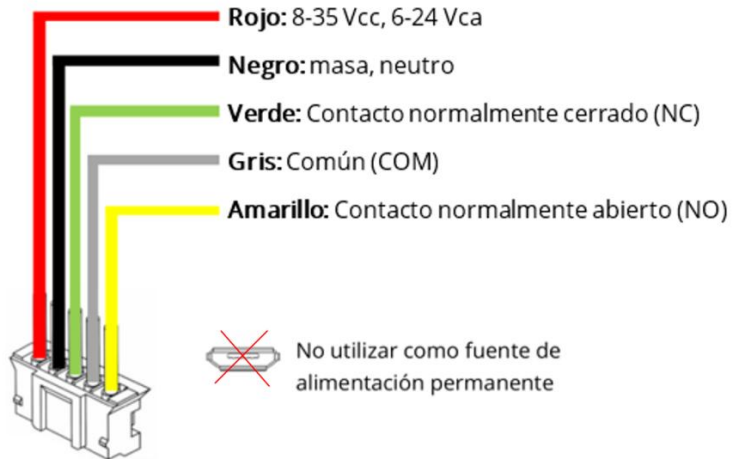 Rojo: 8-35 Vcc, 6-24 Vca
Negro: masa, neutro
Verde: Contacto normalmente cerrado (NC)
Gris: Común (COM)
Amarillo: Contacto normalmente abierto (NO)
No utilizar como fuente de
alimentación permanente